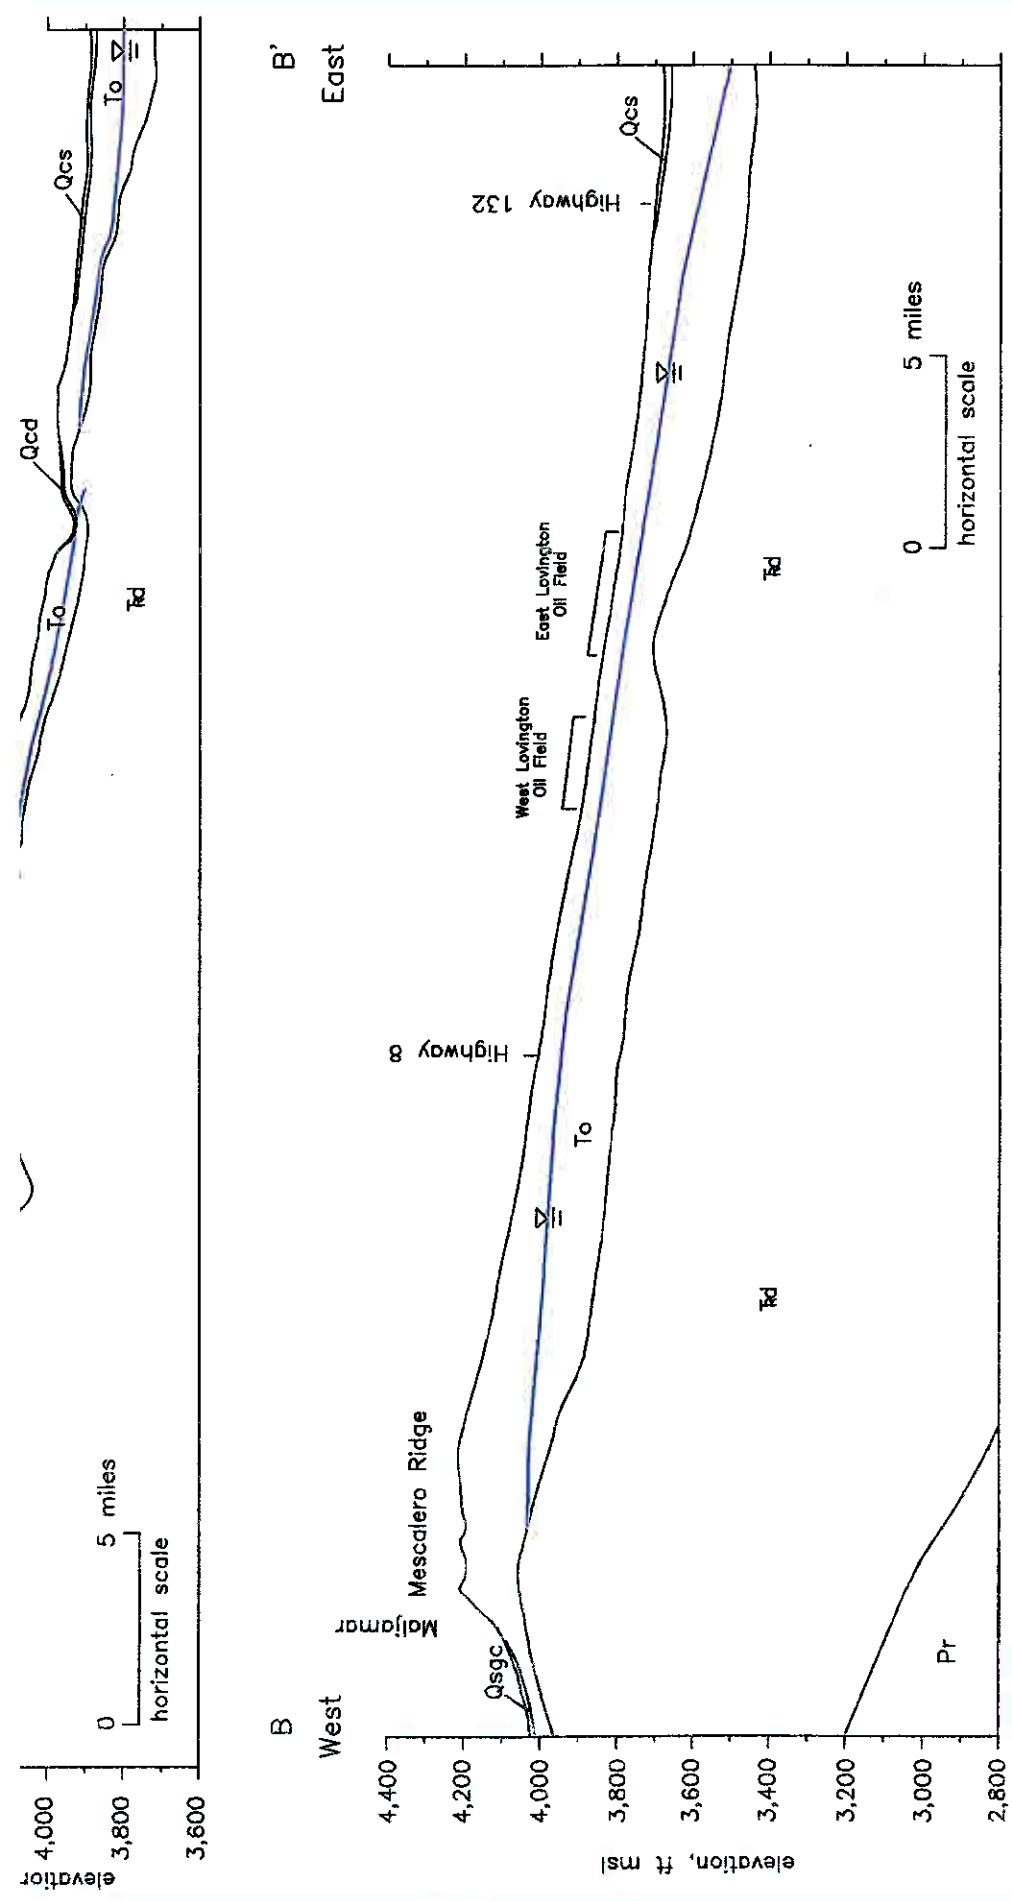 elevation
4,000
3,800
3,600
0 5 miles
horizontal scale
To
Trd
Qcd
Qcs
To
B
West
B'
East
Maljamar
Mescalero Ridge
Qsgc
Highway 8
West Lovington
Oil Field
East Lovington
Oil Field
Highway 132
Qcs
To
Trd
Trd
Pr
0 5 miles
horizontal scale
elevation, ft msl
4,400
4,200
4,000
3,800
3,600
3,400
3,200
3,000
2,800